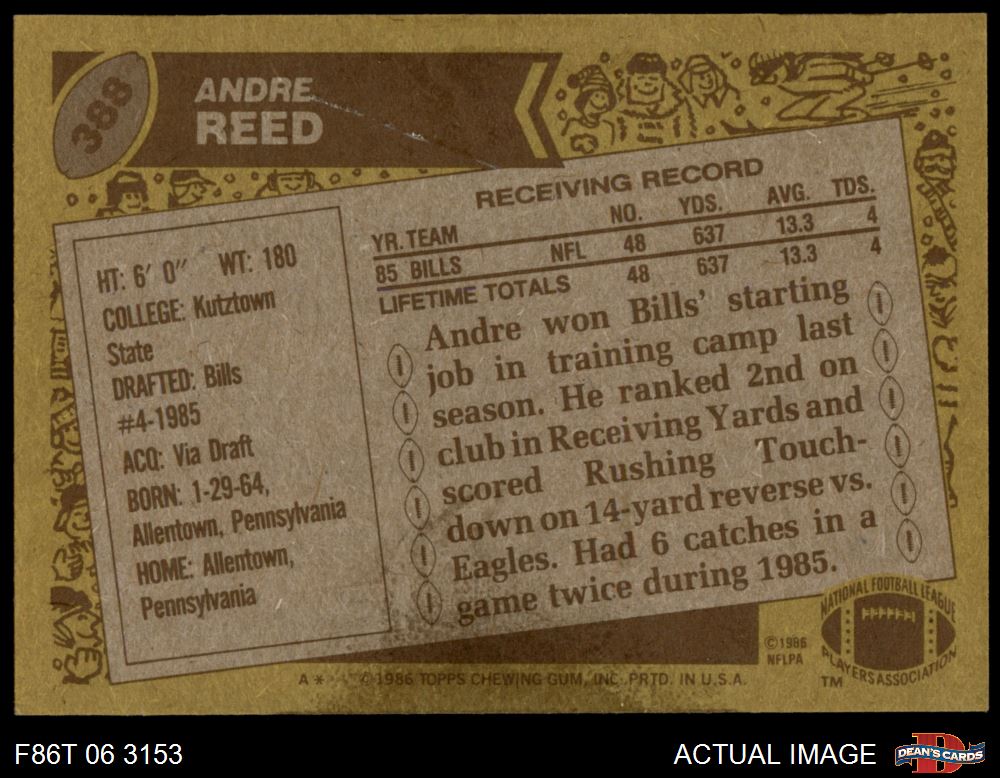 388
ANDRE
REED
RECEIVING RECORD
YR. TEAM NO. YDS. AVG. TDS.
85 BILLS NFL 48 637 13.3 4
LIFETIME TOTALS 48 637 13.3 4
HT: 6' 0" WT: 180
COLLEGE: Kutztown
State
DRAFTED: Bills
#4-1985
ACQ: Via Draft
BORN: 1-29-64,
Allentown, Pennsylvania
HOME: Allentown,
Pennsylvania
Andre won Bills' starting
job in training camp last
season. He ranked 2nd on
club in Receiving Yards and
scored Rushing Touch-
down on 14-yard reverse vs.
Eagles. Had 6 catches in a
game twice during 1985.
NATIONAL FOOTBALL LEAGUE
PLAYERS ASSOCIATION
TM
©1986
NFLPA
A* ©1986 TOPPS CHEWING GUM, INC. PRTD. IN U.S.A.
F86T 06 3153
ACTUAL IMAGE
DEAN'S CARDS